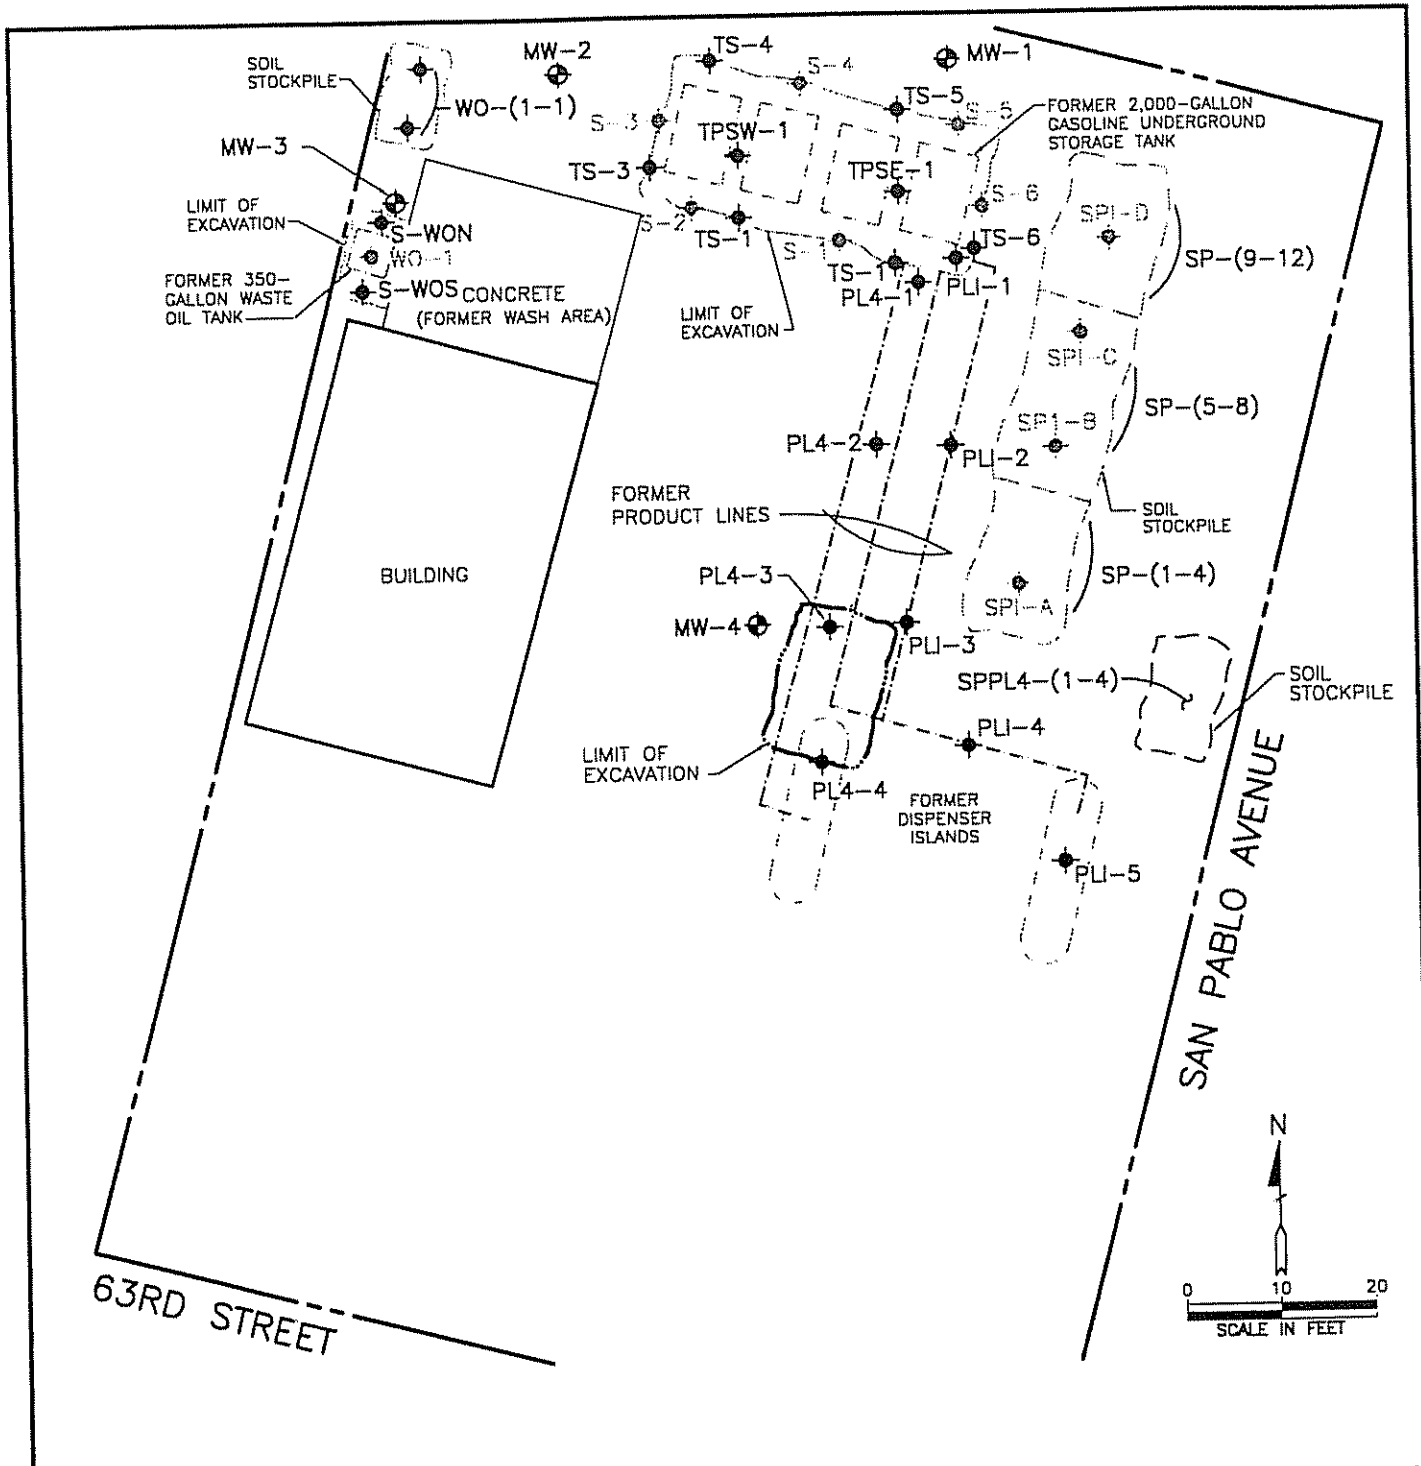 TS-4
MW-2
MW-1
SOIL
STOCKPILE
S-4
WO-(1-1)
TS-5
S-5
FORMER 2,000-GALLON
GASOLINE UNDERGROUND
STORAGE TANK
S-3
TPSW-1
MW-3
TS-3
TPSE-1
S-6
SPI-D
LIMIT OF
EXCAVATION
S-2
TS-1
S-WON
WO-1
S-
TS-6
SP-(9-12)
TS-1
PL4-1
PLI-1
FORMER 350-
GALLON WASTE
OIL TANK
S-WOS
CONCRETE
(FORMER WASH AREA)
LIMIT OF
EXCAVATION
SPI-C
SP-(5-8)
SP1-B
PL4-2
PLI-2
FORMER
PRODUCT LINES
SOIL
STOCKPILE
BUILDING
PL4-3
SP-(1-4)
SPI-A
MW-4
PLI-3
SPPL4-(1-4)
SOIL
STOCKPILE
PLI-4
LIMIT OF
EXCAVATION
PL4-4
FORMER
DISPENSER
ISLANDS
PLI-5
SAN PABLO AVENUE
N
63RD STREET
0 10 20
SCALE IN FEET